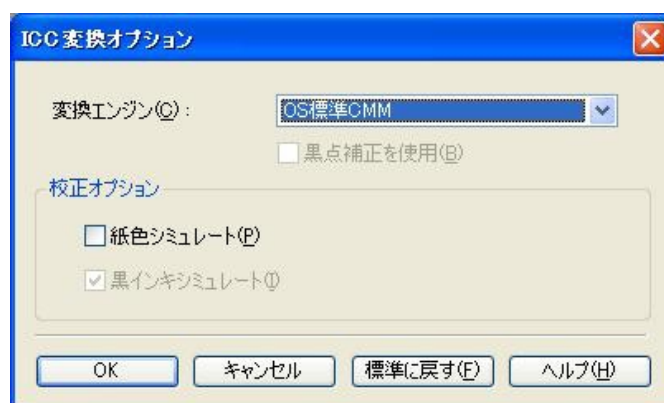 ICC変換オプション
変換エンジン(C): OS標準CMM
黒点補正を使用(B)
校正オプション
紙色シミュレート(P)
黒インキシミュレート(I)
OK キャンセル 標準に戻す(F) ヘルプ(H)